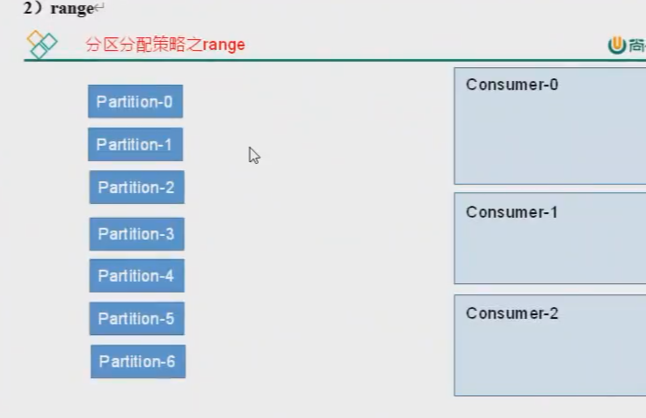 2）range
分区分配策略之range
尚
Partition-0
Partition-1
Partition-2
Partition-3
Partition-4
Partition-5
Partition-6
Consumer-0
Consumer-1
Consumer-2